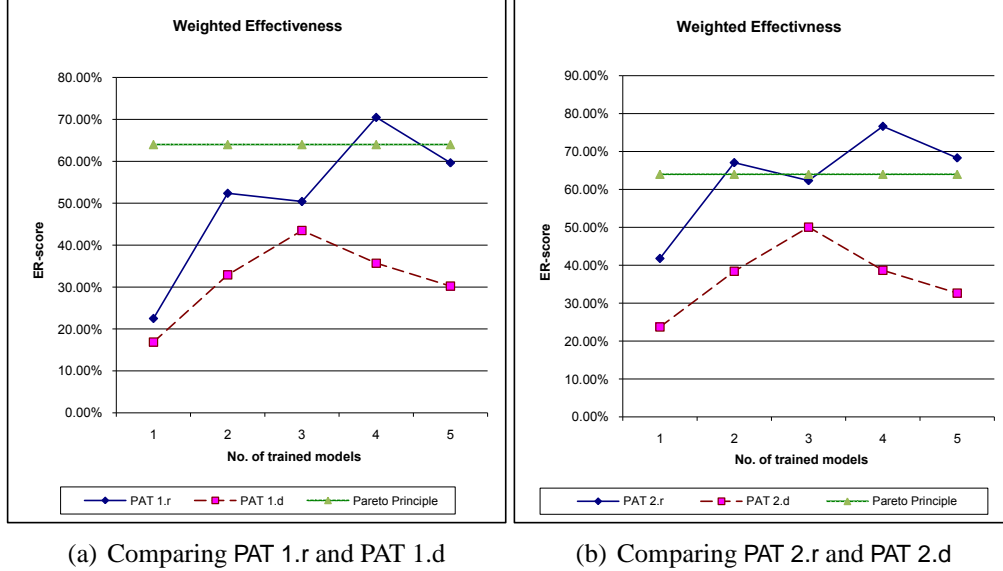 Weighted Effectiveness
80.00%
70.00%
60.00%
50.00%
40.00%
30.00%
20.00%
10.00%
0.00%
ER-score
1 2 3 4 5
No. of trained models
PAT 1.r PAT 1.d Pareto Principle
(a) Comparing PAT 1.r and PAT 1.d
Weighted Effectivness
90.00%
80.00%
70.00%
60.00%
50.00%
40.00%
30.00%
20.00%
10.00%
0.00%
ER-score
1 2 3 4 5
No. of trained models
PAT 2.r PAT 2.d Pareto Principle
(b) Comparing PAT 2.r and PAT 2.d